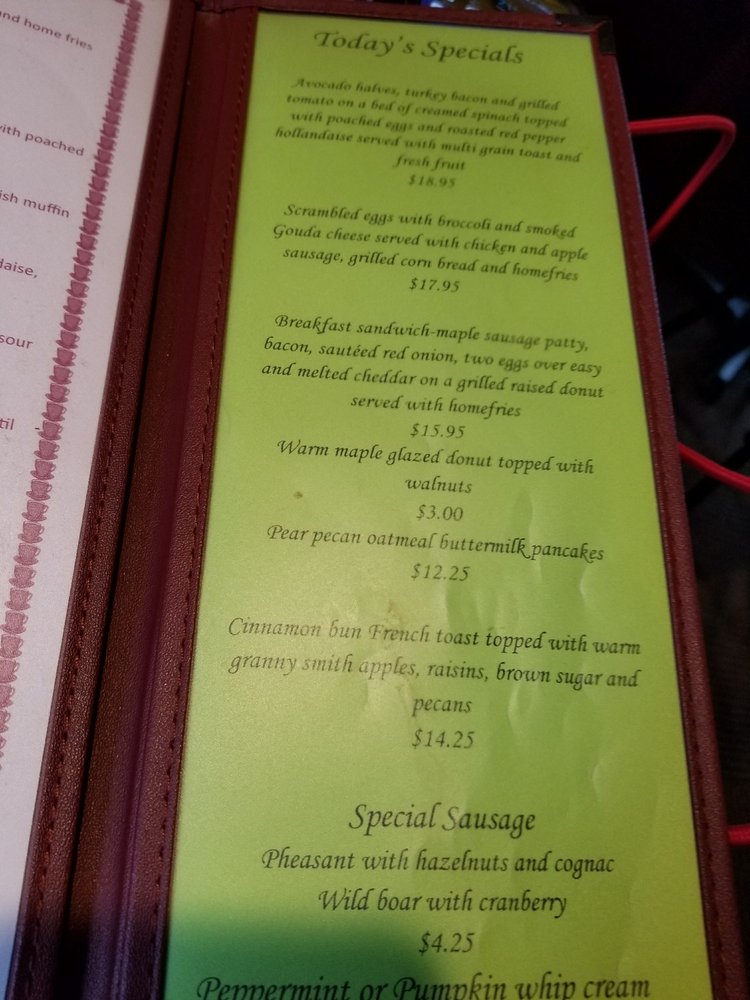 and home fries
with poached
ish muffin
daise,
sour
til
Today's Specials
Avocado halves, turkey bacon and grilled
tomato on a bed of creamed spinach topped
with poached eggs and roasted red pepper
hollandaise served with multi grain toast and
fresh fruit
$18.95
Scrambled eggs with broccoli and smoked
Gouda cheese served with chicken and apple
sausage, grilled corn bread and homefries
$17.95
Breakfast sandwich-maple sausage patty,
bacon, sautéed red onion, two eggs over easy
and melted cheddar on a grilled raised donut
served with homefries
$15.95
Warm maple glazed donut topped with
walnuts
$3.00
Pear pecan oatmeal buttermilk pancakes
$12.25
Cinnamon bun French toast topped with warm
granny smith apples, raisins, brown sugar and
pecans
$14.25
Special Sausage
Pheasant with hazelnuts and cognac
Wild boar with cranberry
$4.25
Peppermint or Pumpkin whip cream